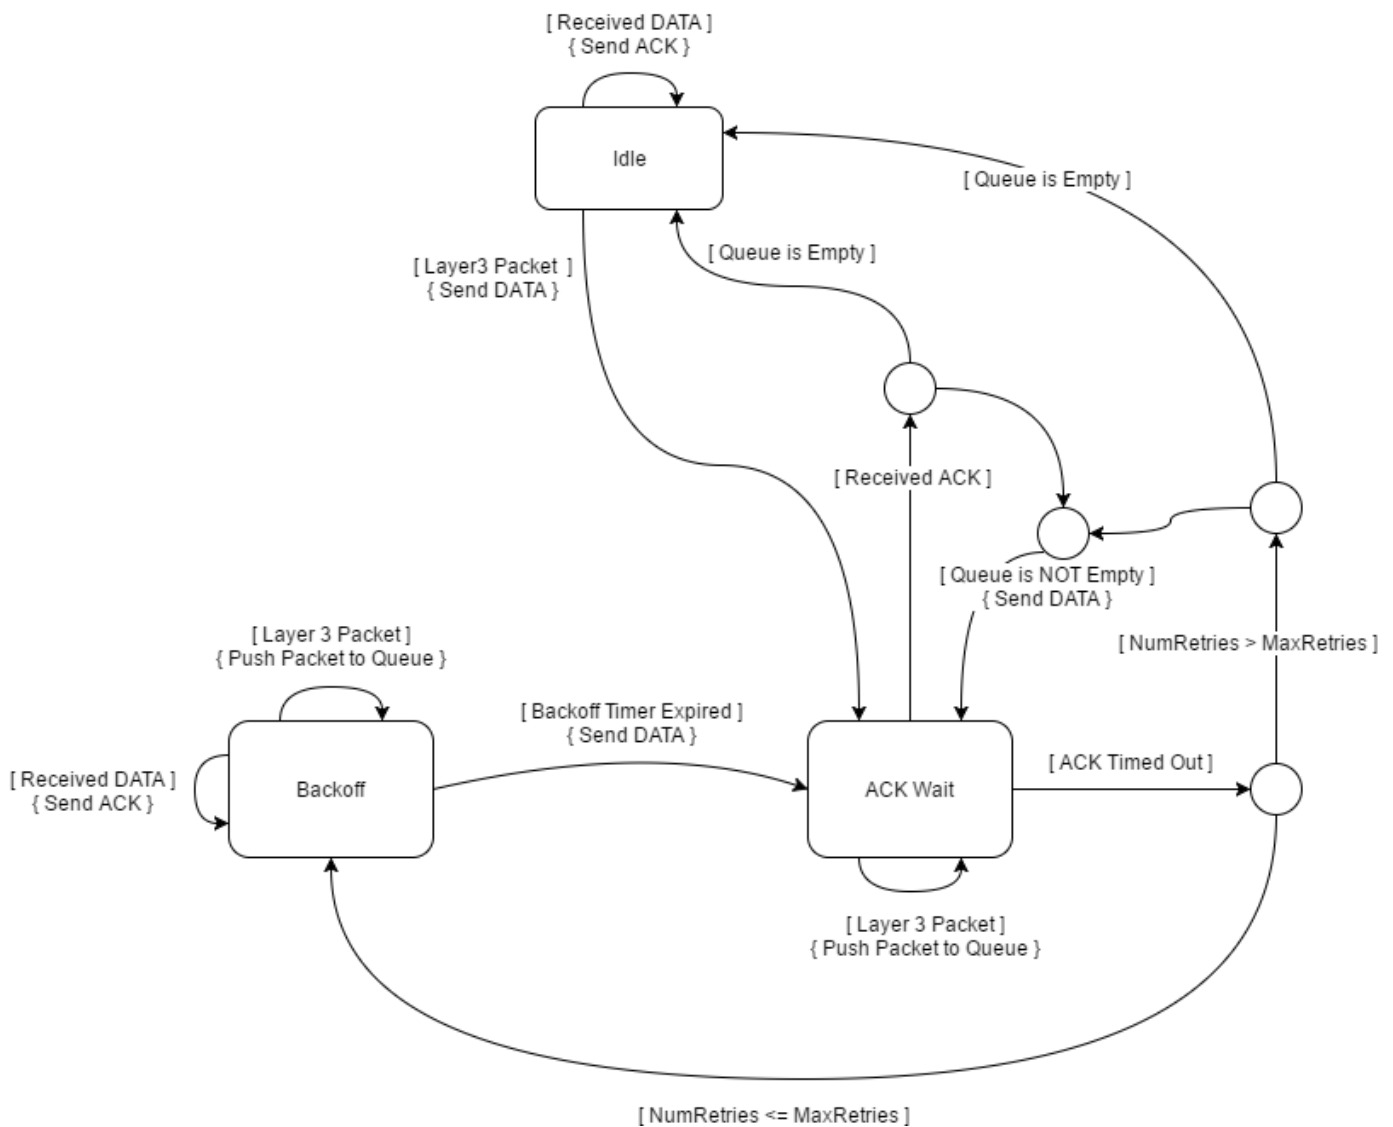 [ Received DATA ]
{ Send ACK }
Idle
[ Queue is Empty ]
[ Queue is Empty ]
[ Layer3 Packet  ]
{ Send DATA }
[ Received ACK ]
[ Queue is NOT Empty ]
{ Send DATA }
[ NumRetries > MaxRetries ]
[ Layer 3 Packet ]
{ Push Packet to Queue }
[ Backoff Timer Expired ]
{ Send DATA }
[ ACK Timed Out ]
[ Received DATA ]
{ Send ACK }
Backoff
ACK Wait
[ Layer 3 Packet ]
{ Push Packet to Queue }
[ NumRetries <= MaxRetries ]